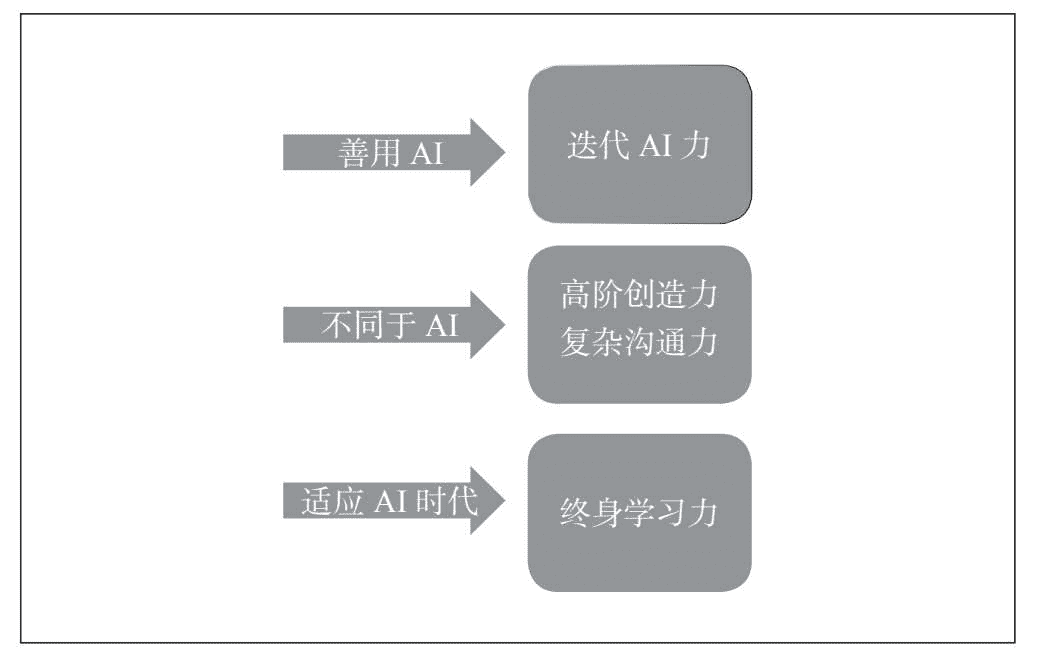 善用 AI
迭代 AI 力
不同于 AI
高阶创造力
复杂沟通力
适应 AI 时代
终身学习力